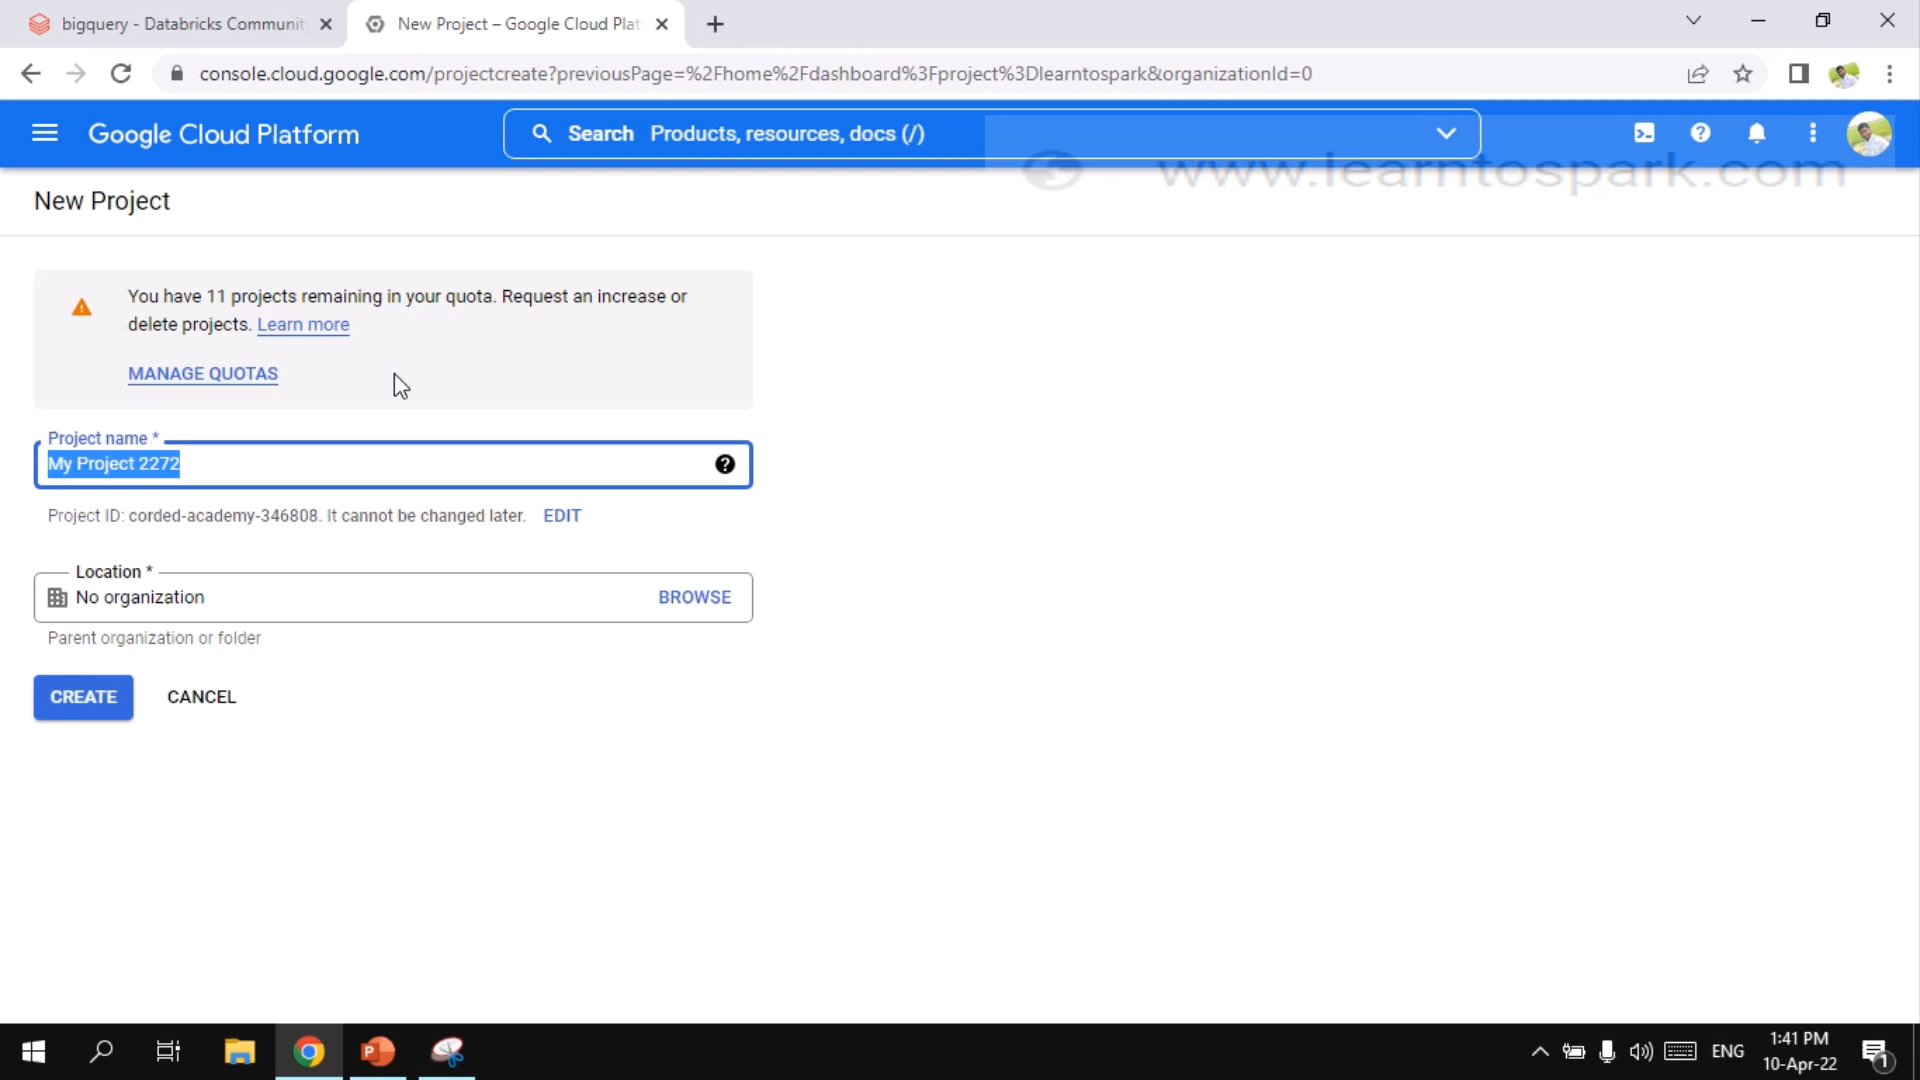 bigquery - Databricks Communit
New Project – Google Cloud Plat
console.cloud.google.com/projectcreate?previousPage=%2Fhome%2Fdashboard%3Fproject%3Dlearntospark&organizationId=0
Google Cloud Platform
Search Products, resources, docs (/)
www.learntospark.com
New Project
You have 11 projects remaining in your quota. Request an increase or
delete projects. Learn more
MANAGE QUOTAS
Project name *
My Project 2272
Project ID: corded-academy-346808. It cannot be changed later. EDIT
Location *
No organization BROWSE
Parent organization or folder
CREATE CANCEL
ENG
1:41 PM
10-Apr-22
1